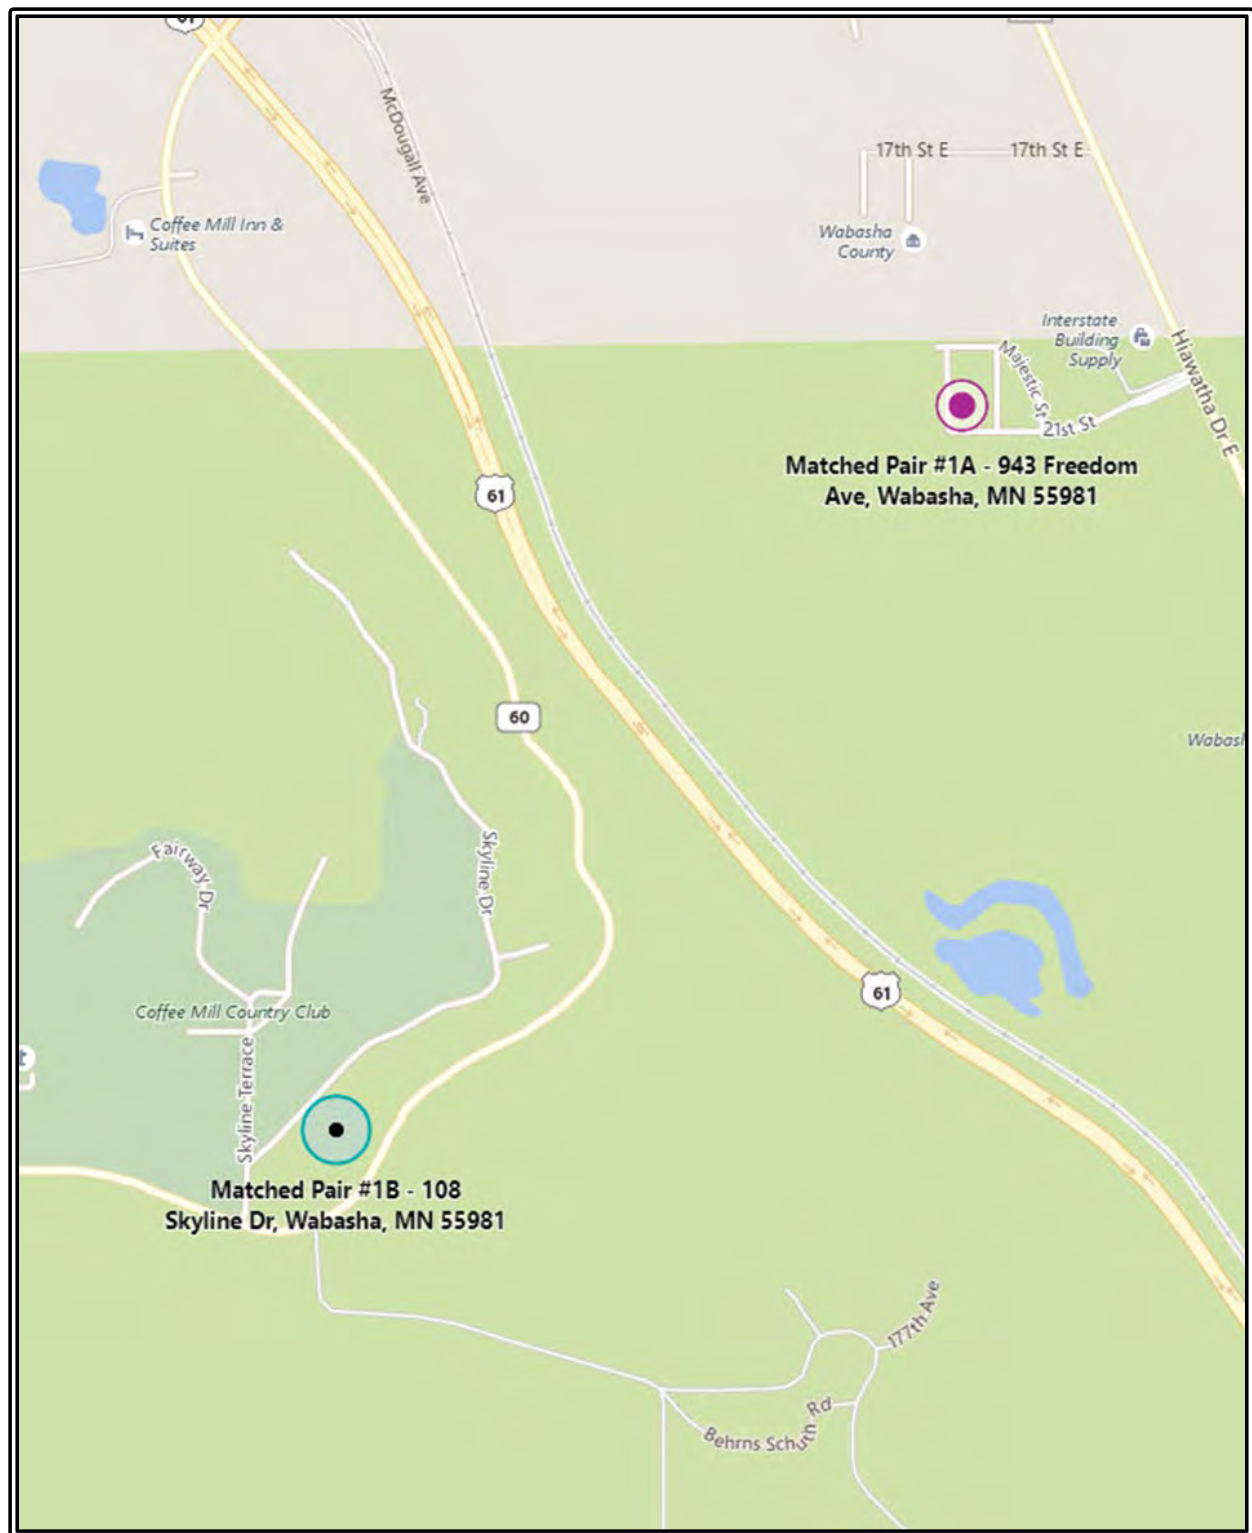 61
McDougall Ave
17th St E
17th St E
Coffee Mill Inn &
Suites
Wabasha
County
Interstate
Building
Supply
Majestic St
Hiawatha Dr E
21st St
Matched Pair #1A - 943 Freedom
Ave, Wabasha, MN 55981
61
60
Wabash
Fairway Dr
Skyline Dr
61
Coffee Mill Country Club
Skyline Terrace
Matched Pair #1B - 108
Skyline Dr, Wabasha, MN 55981
177th Ave
Behrns Schuth Rd